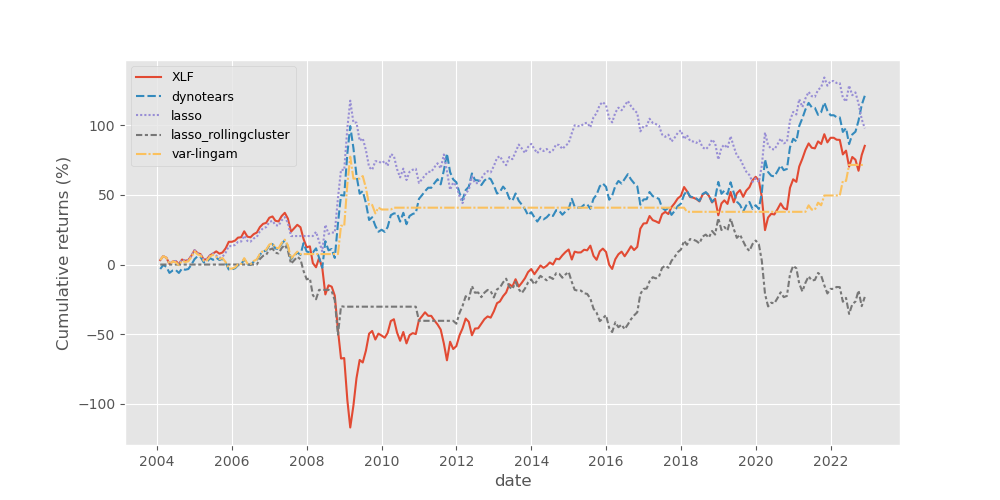 XLF
dynotears
lasso
lasso_rollingcluster
var-lingam
Cumulative returns (%)
100
50
0
−50
−100
2004 2006 2008 2010 2012 2014 2016 2018 2020 2022
date